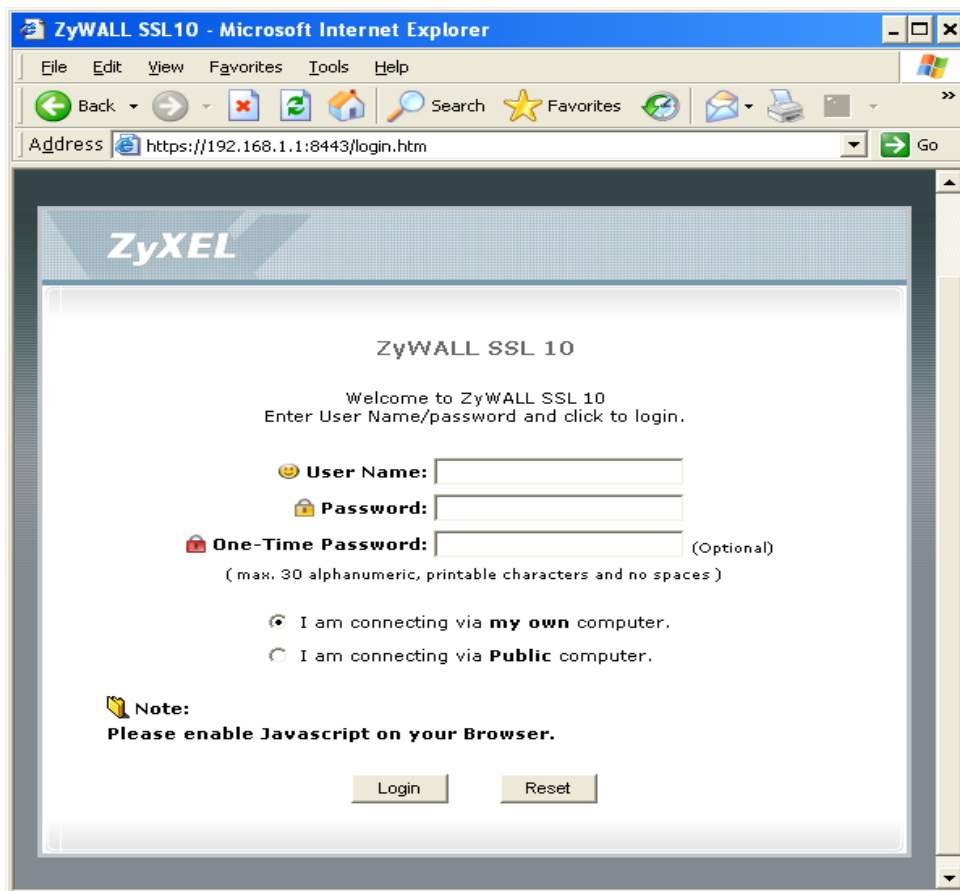 ZyWALL SSL10 - Microsoft Internet Explorer
File Edit View Favorites Tools Help
Back Search Favorites »
Address https://192.168.1.1:8443/login.htm Go
ZyXEL
ZyWALL SSL 10
Welcome to ZyWALL SSL 10
Enter User Name/password and click to login.
User Name:
Password:
One-Time Password: (Optional)
( max. 30 alphanumeric, printable characters and no spaces )
I am connecting via my own computer.
I am connecting via Public computer.
Note:
Please enable Javascript on your Browser.
Login Reset